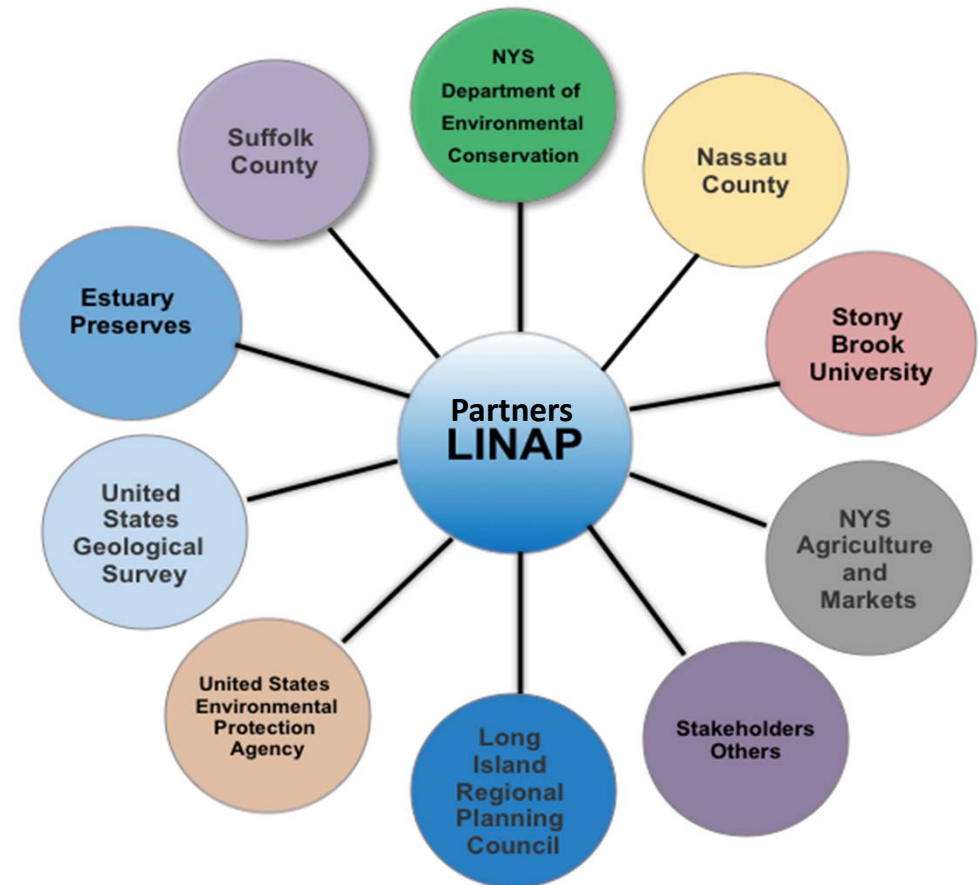 NYS
Department of
Environmental
Conservation
Suffolk
County
Nassau
County
Estuary
Preserves
Stony
Brook
University
Partners
LINAP
United
States
Geological
Survey
NYS
Agriculture
and
Markets
United States
Environmental
Protection
Agency
Long
Island
Regional
Planning
Council
Stakeholders
Others